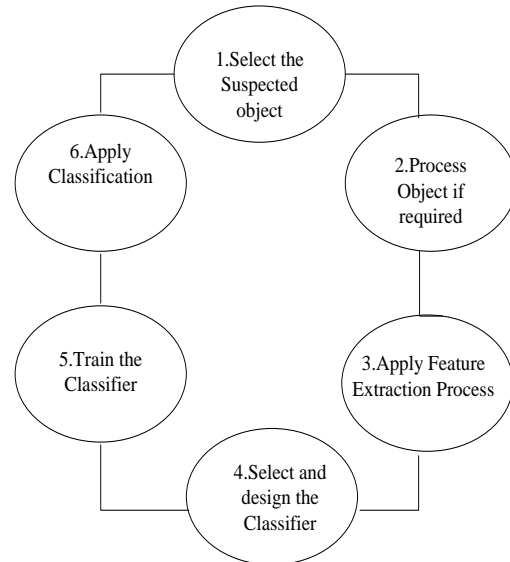 1.Select the
Suspected
object
2.Process
Object if
required
3.Apply Feature
Extraction Process
4.Select and
design the
Classifier
5.Train the
Classifier
6.Apply
Classification